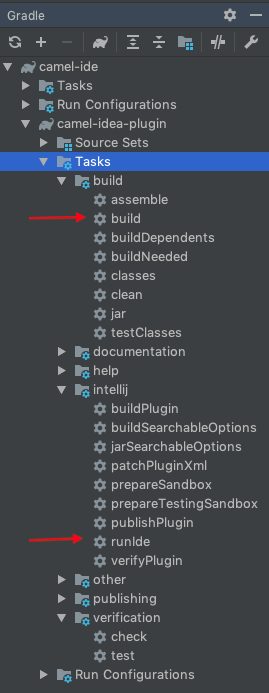 Gradle
camel-ide
Tasks
Run Configurations
camel-idea-plugin
Source Sets
Tasks
build
assemble
build
buildDependents
buildNeeded
classes
clean
jar
testClasses
documentation
help
intellij
buildPlugin
buildSearchableOptions
jarSearchableOptions
patchPluginXml
prepareSandbox
prepareTestingSandbox
publishPlugin
runIde
verifyPlugin
other
publishing
verification
check
test
Run Configurations